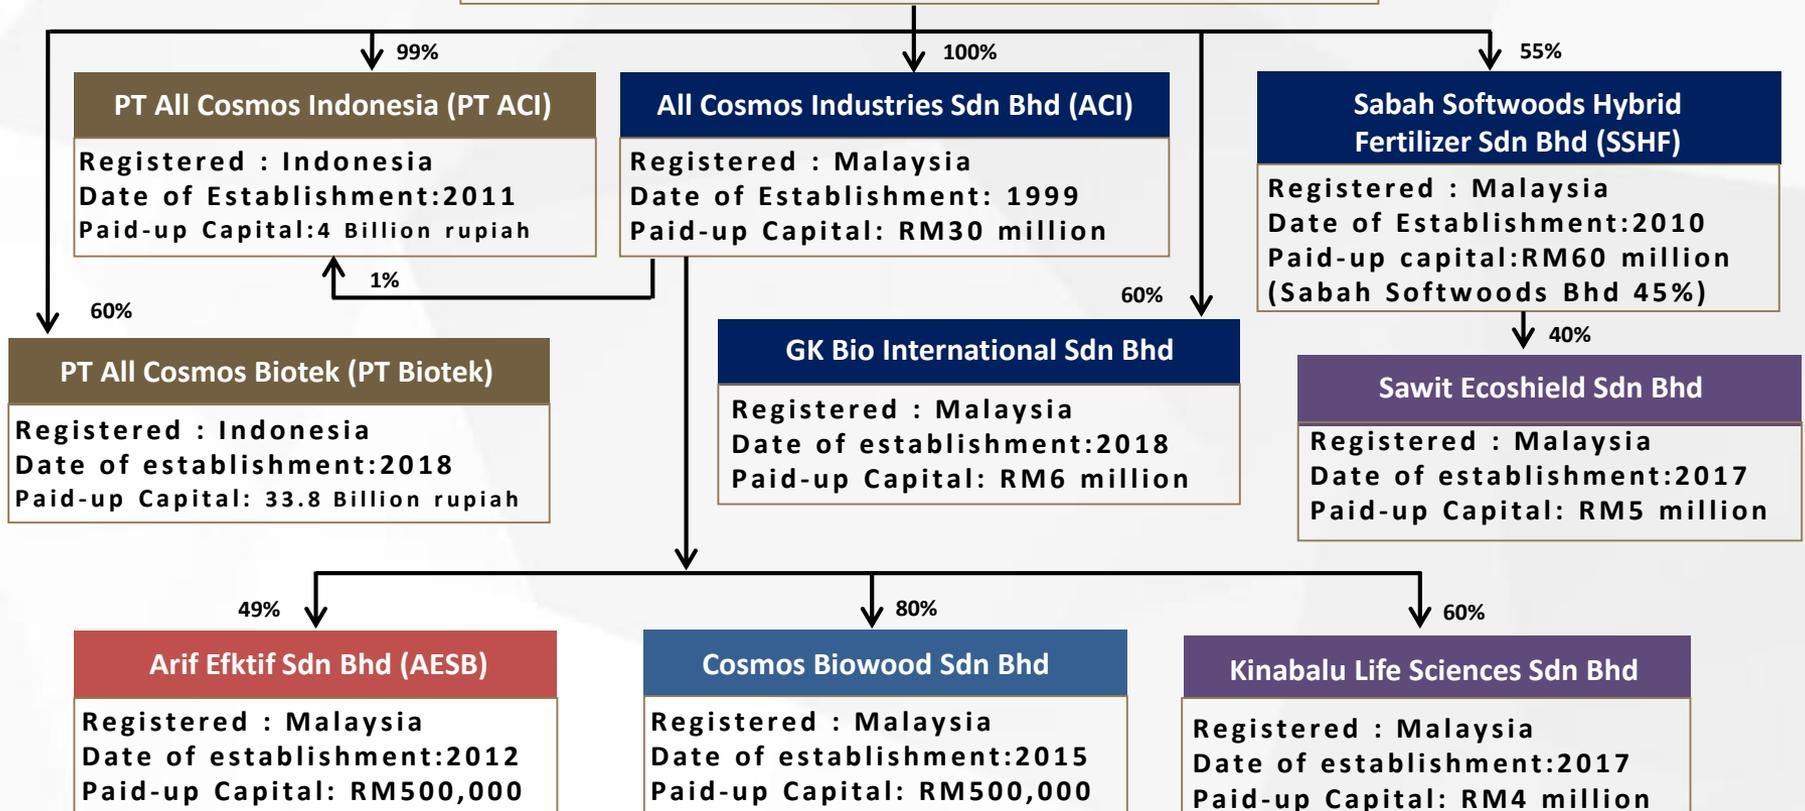 99%
100%
55%
PT All Cosmos Indonesia (PT ACI)
Registered : Indonesia
Date of Establishment:2011
Paid-up Capital:4 Billion rupiah
All Cosmos Industries Sdn Bhd (ACI)
Registered : Malaysia
Date of Establishment: 1999
Paid-up Capital: RM30 million
Sabah Softwoods Hybrid
Fertilizer Sdn Bhd (SSHF)
Registered : Malaysia
Date of Establishment:2010
Paid-up capital:RM60 million
(Sabah Softwoods Bhd 45%)
1%
60%
60%
40%
PT All Cosmos Biotek (PT Biotek)
Registered : Indonesia
Date of establishment:2018
Paid-up Capital: 33.8 Billion rupiah
GK Bio International Sdn Bhd
Registered : Malaysia
Date of establishment:2018
Paid-up Capital: RM6 million
Sawit Ecoshield Sdn Bhd
Registered : Malaysia
Date of establishment:2017
Paid-up Capital: RM5 million
49%
80%
60%
Arif Efktif Sdn Bhd (AESB)
Registered : Malaysia
Date of establishment:2012
Paid-up Capital: RM500,000
Cosmos Biowood Sdn Bhd
Registered : Malaysia
Date of establishment:2015
Paid-up Capital: RM500,000
Kinabalu Life Sciences Sdn Bhd
Registered : Malaysia
Date of establishment:2017
Paid-up Capital: RM4 million